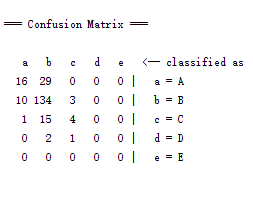 === Confusion Matrix ===
a b c d e <-- classified as
16 29 0 0 0 | a = A
10 134 3 0 0 | b = B
1 15 4 0 0 | c = C
0 2 1 0 0 | d = D
0 0 0 0 0 | e = E